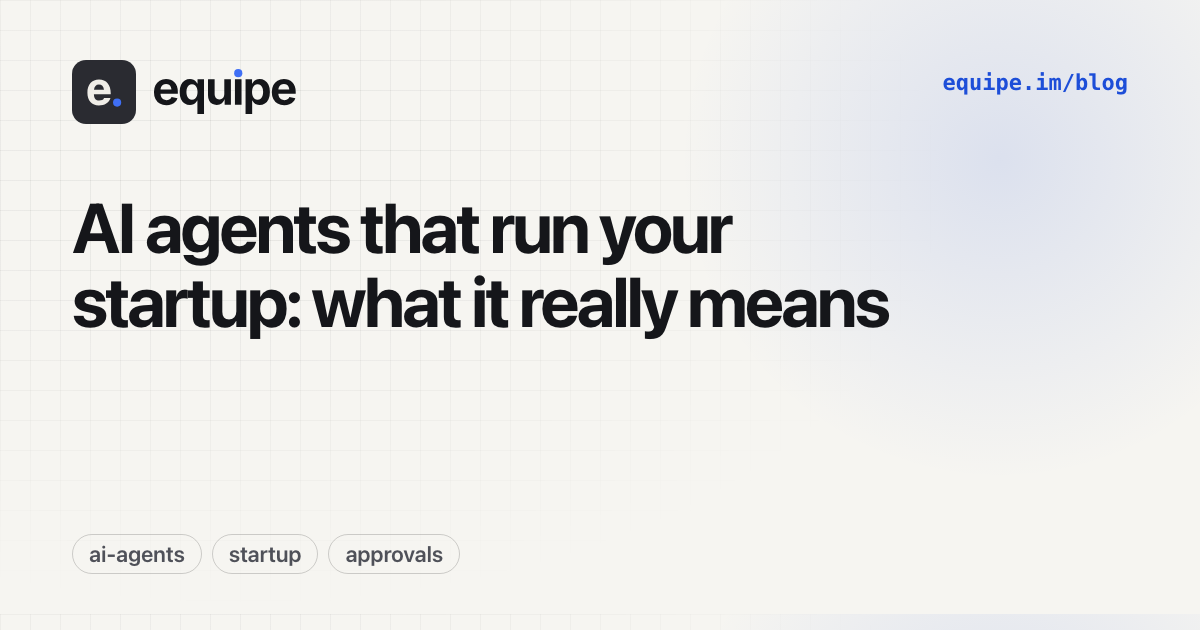 e. equipe
equipe.im/blog
AI agents that run your
startup: what it really means
ai-agents startup approvals